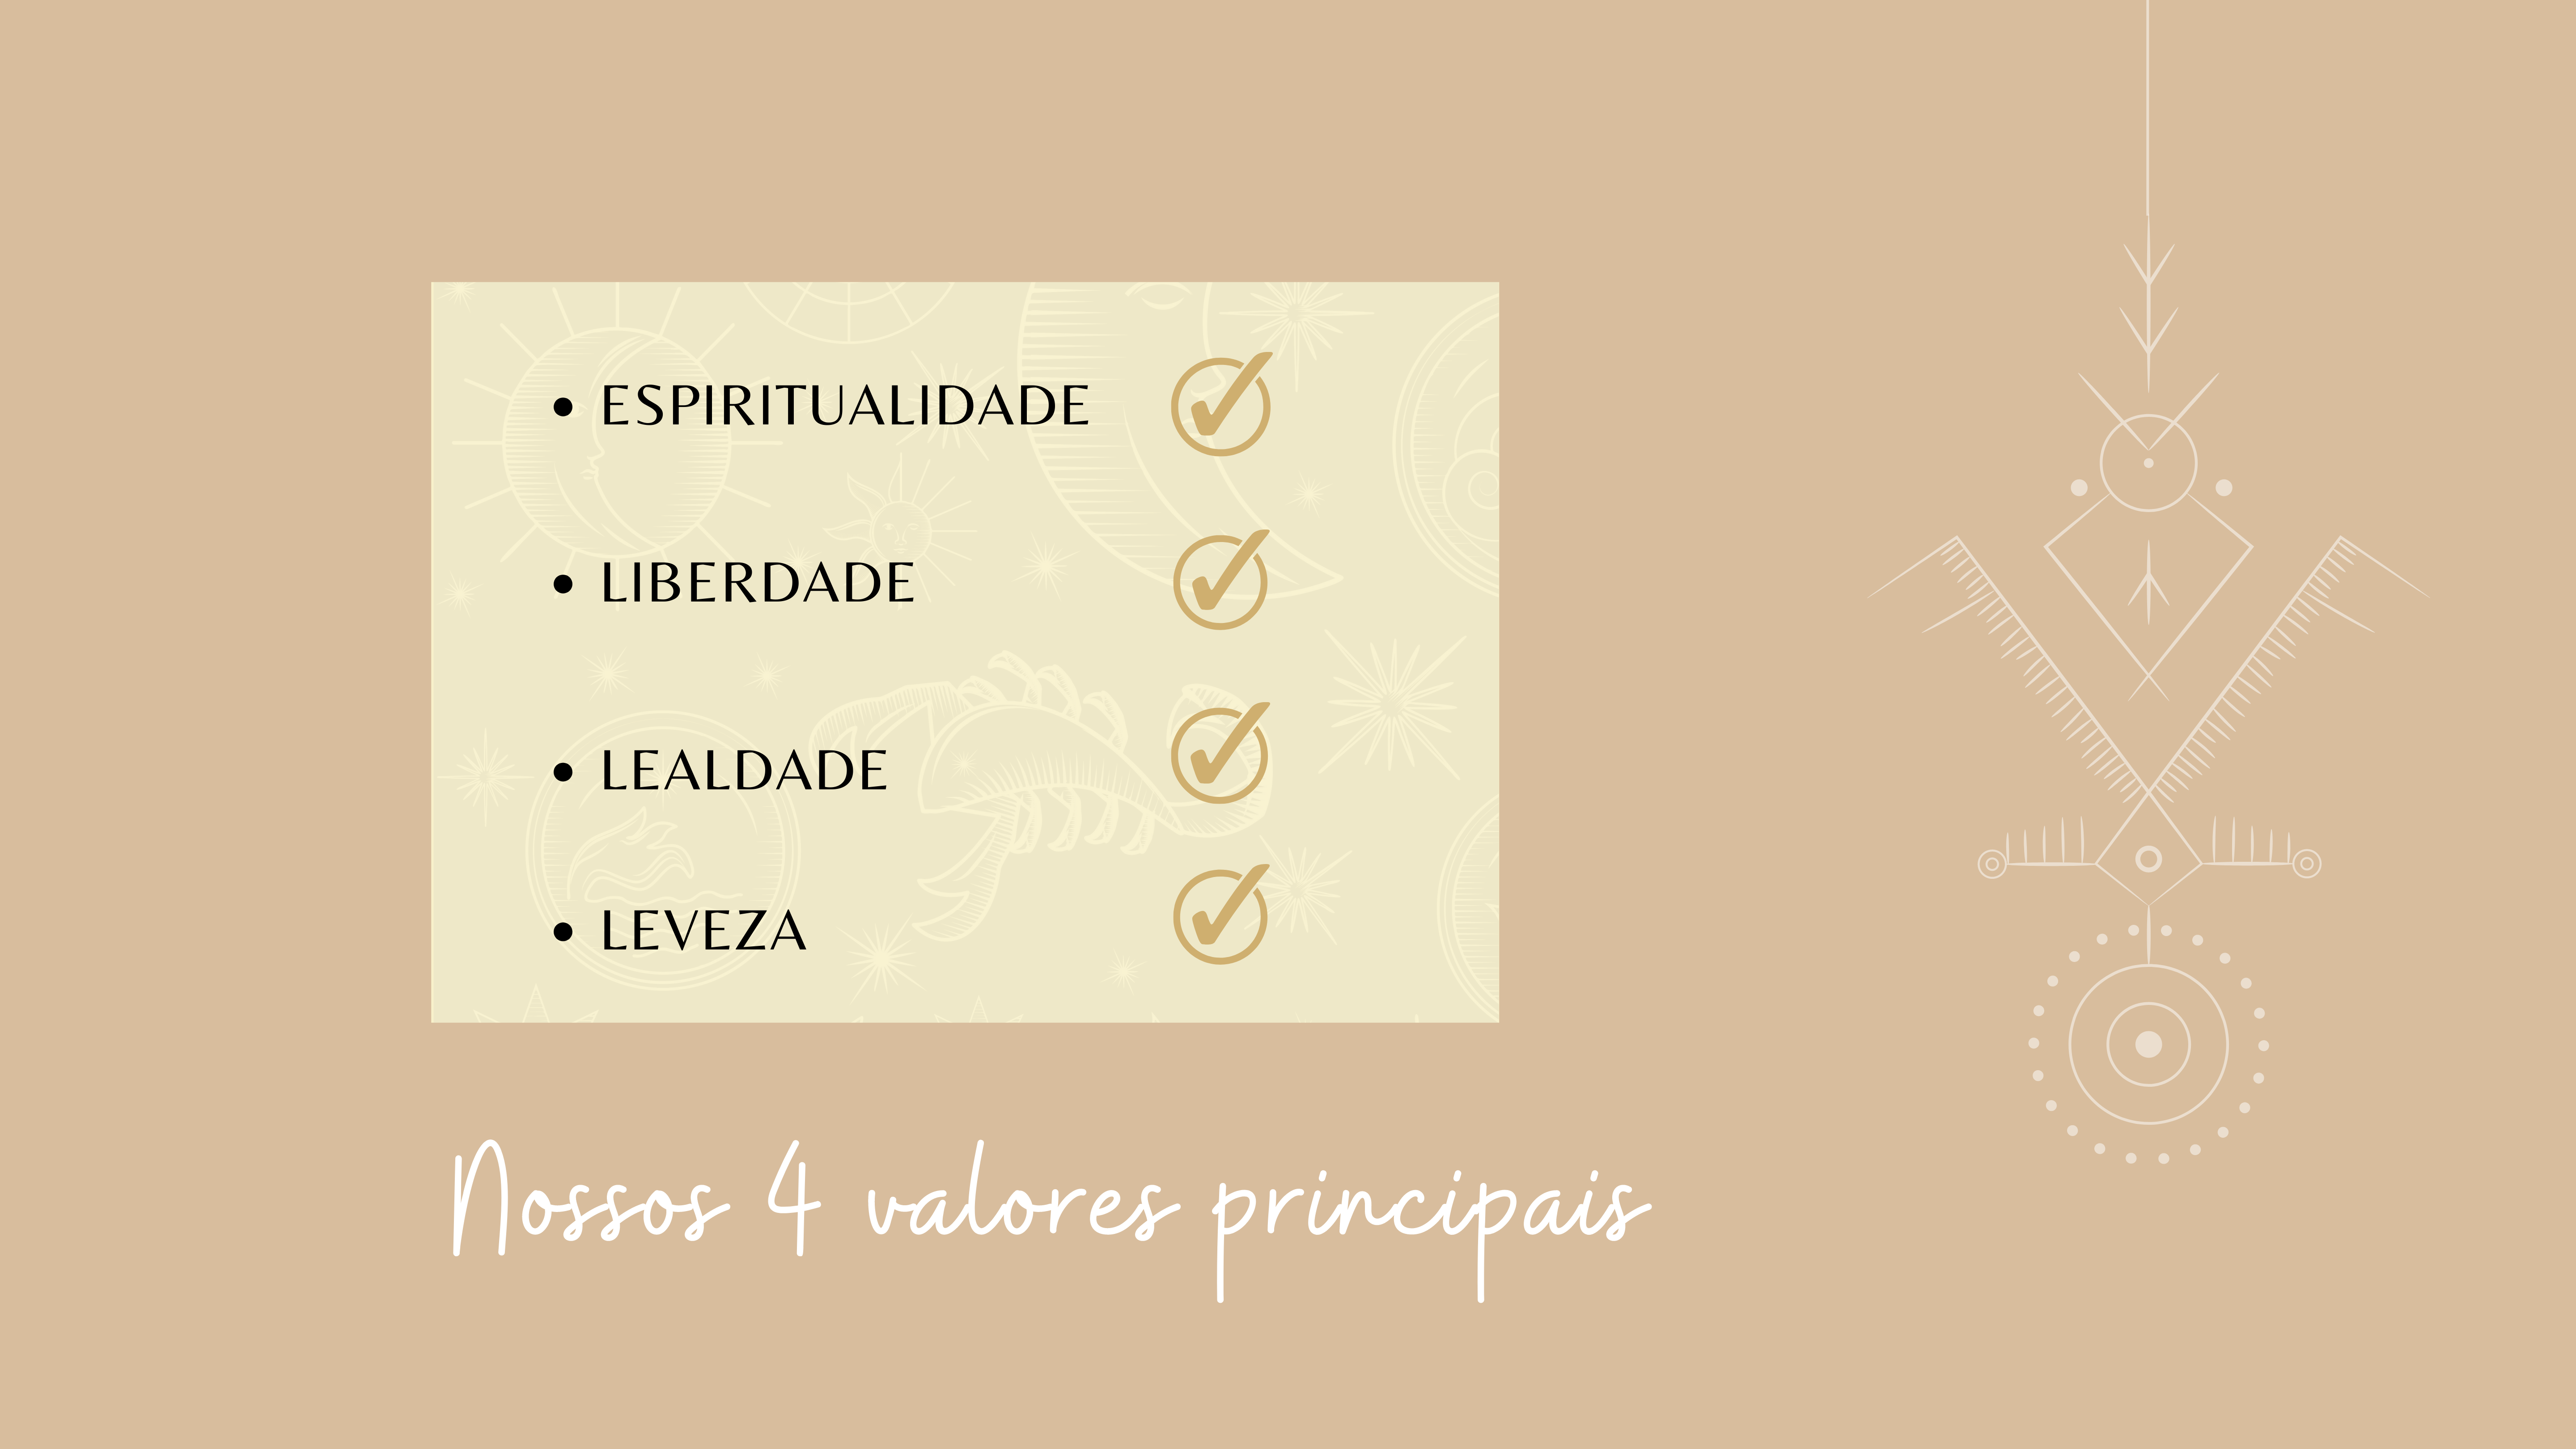 • ESPIRITUALIDADE
• LIBERDADE
• LEALDADE
• LEVEZA
Nossos 4 valores principais